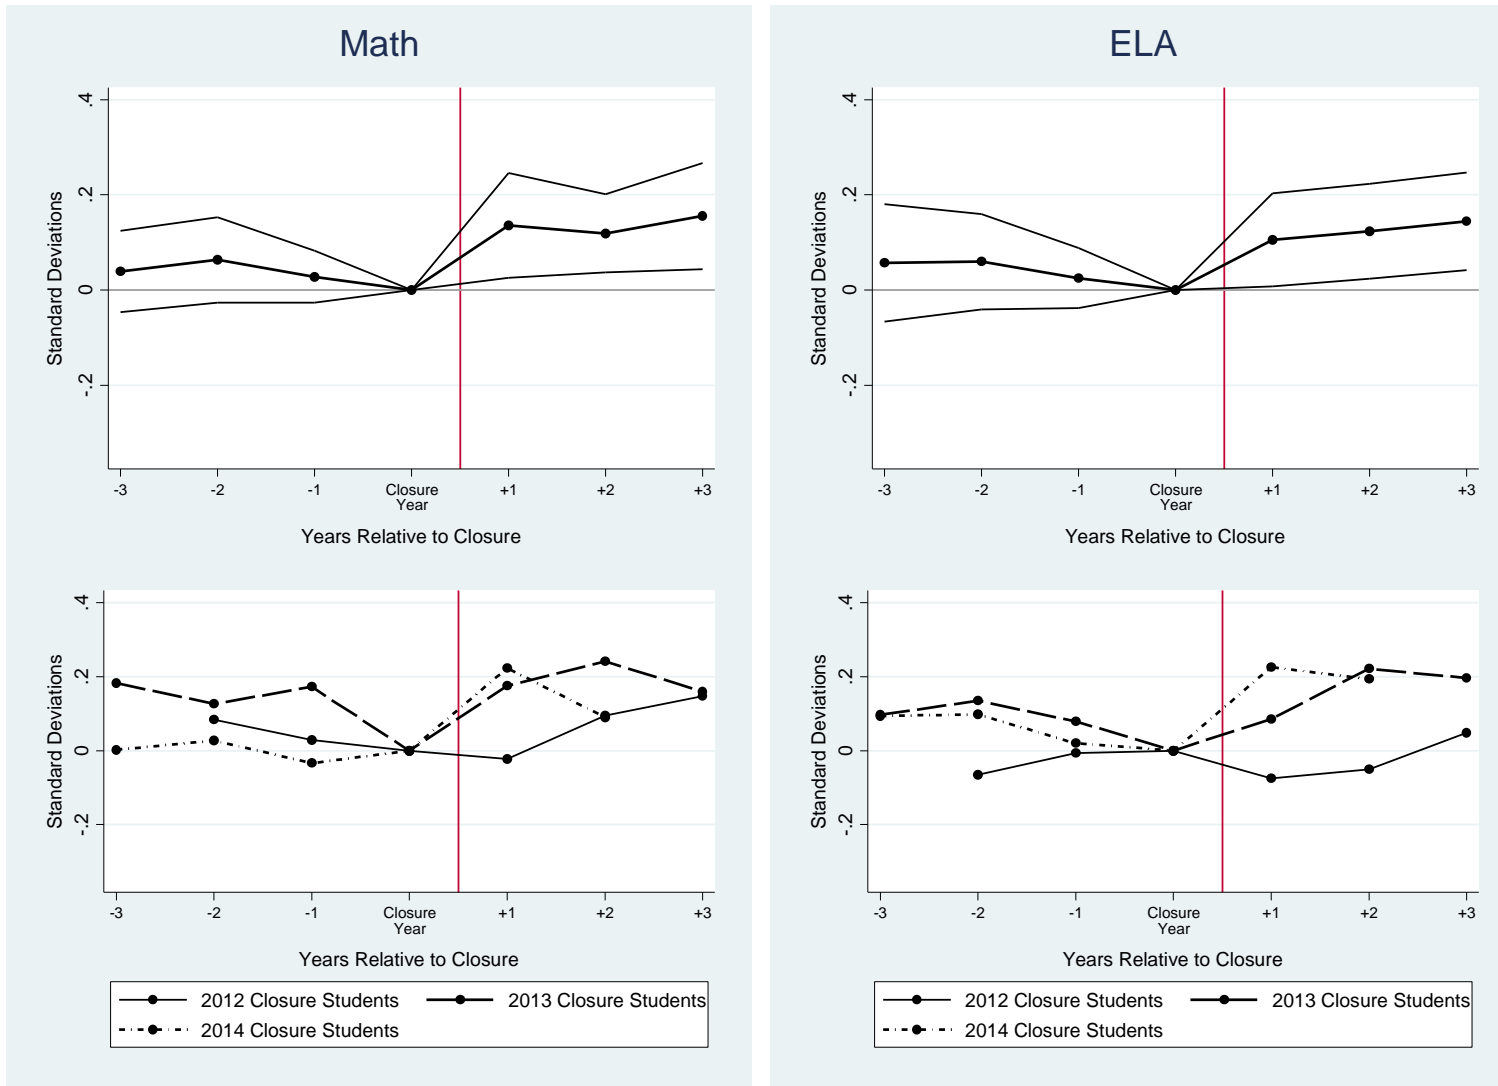 Math
Standard Deviations
.4
.2
0
-.2
-3 -2 -1 Closure Year +1 +2 +3
Years Relative to Closure
ELA
Standard Deviations
.4
.2
0
-.2
-3 -2 -1 Closure Year +1 +2 +3
Years Relative to Closure
Standard Deviations
.4
.2
0
-.2
-3 -2 -1 Closure Year +1 +2 +3
Years Relative to Closure
2012 Closure Students 2013 Closure Students
2014 Closure Students
Standard Deviations
.4
.2
0
-.2
-3 -2 -1 Closure Year +1 +2 +3
Years Relative to Closure
2012 Closure Students 2013 Closure Students
2014 Closure Students